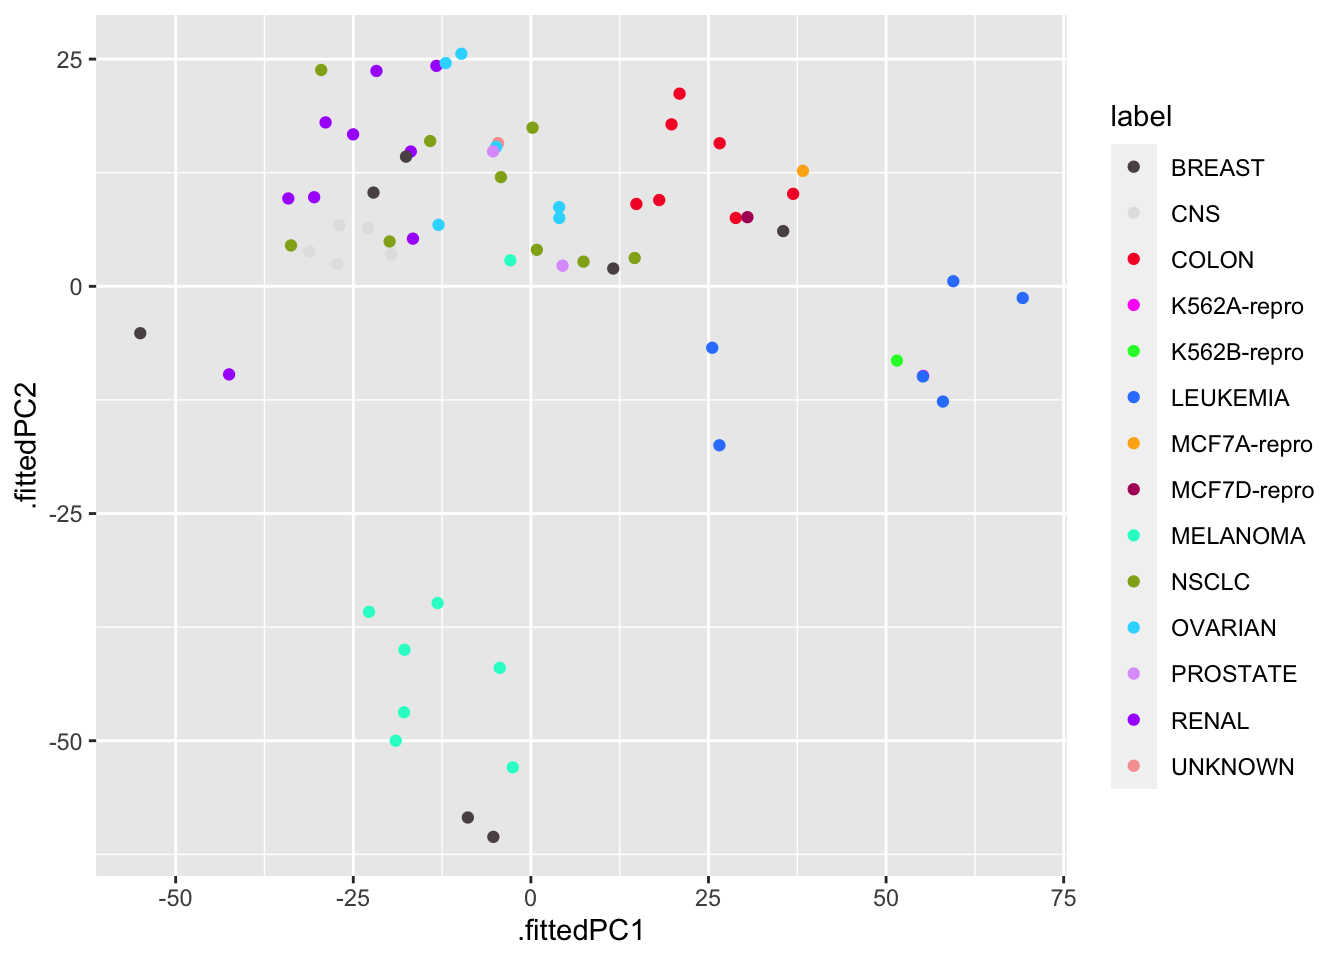 25
0
-25
-50
.fittedPC2
-50 -25 0 25 50 75
.fittedPC1
label
BREAST
CNS
COLON
K562A-repro
K562B-repro
LEUKEMIA
MCF7A-repro
MCF7D-repro
MELANOMA
NSCLC
OVARIAN
PROSTATE
RENAL
UNKNOWN